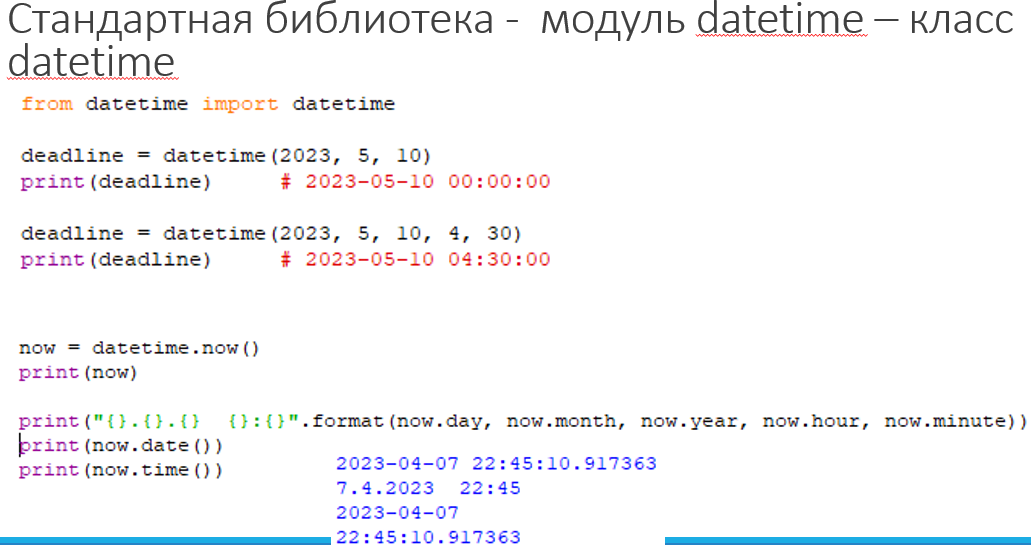 Стандартная библиотека - модуль datetime – класс
datetime
from datetime import datetime
deadline = datetime(2023, 5, 10)
print(deadline)     # 2023-05-10 00:00:00
deadline = datetime(2023, 5, 10, 4, 30)
print(deadline)     # 2023-05-10 04:30:00
now = datetime.now()
print(now)
print("{}.{}.{}  {}:{}".format(now.day, now.month, now.year, now.hour, now.minute))
print(now.date())
print(now.time())
2023-04-07 22:45:10.917363
7.4.2023  22:45
2023-04-07
22:45:10.917363